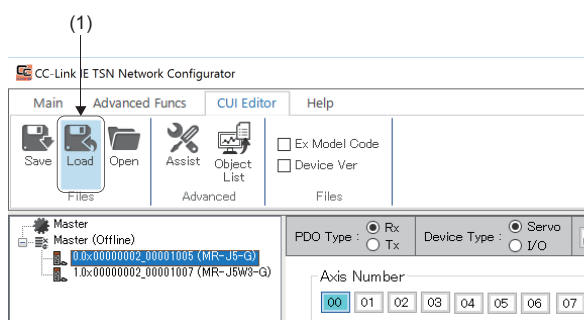 (1)
CC-Link IE TSN Network Configurator
Main Advanced Funcs CUI Editor Help
Save Load Open Assist Object List
Ex Model Code
Device Ver
Files Advanced Files
Master
Master (Offline)
0.0x00000002_00001005 (MR-J5-G)
1.0x00000002_00001007 (MR-J5W3-G)
PDO Type : Rx Tx
Device Type : Servo I/O
Axis Number
00 01 02 03 04 05 06 07